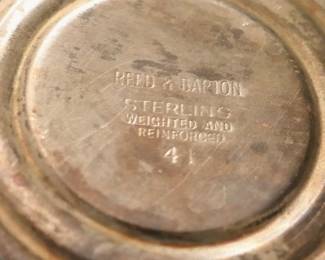 REED & BARTON
STERLING
WEIGHTED AND
REINFORCED
41